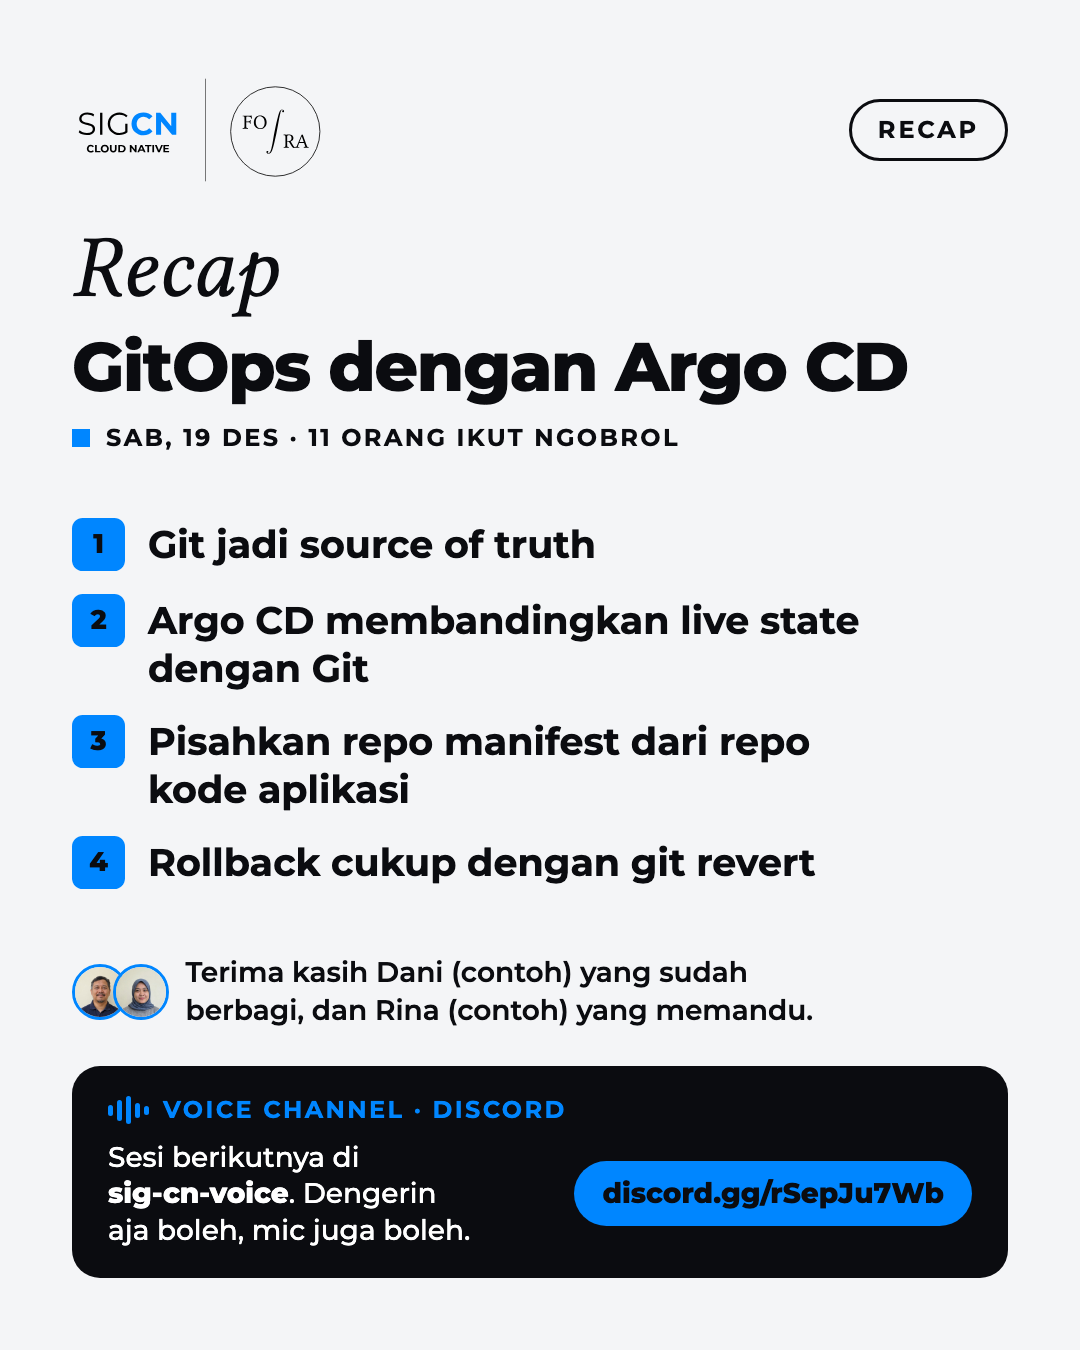 SIGCN
CLOUD NATIVE
FO
RA
RECAP
Recap
GitOps dengan Argo CD
SAB, 19 DES · 11 ORANG IKUT NGOBROL
1
Git jadi source of truth
2
Argo CD membandingkan live state
dengan Git
3
Pisahkan repo manifest dari repo
kode aplikasi
4
Rollback cukup dengan git revert
Terima kasih Dani (contoh) yang sudah
berbagi, dan Rina (contoh) yang memandu.
VOICE CHANNEL · DISCORD
Sesi berikutnya di
sig-cn-voice. Dengerin
aja boleh, mic juga boleh.
discord.gg/rSepJu7Wb